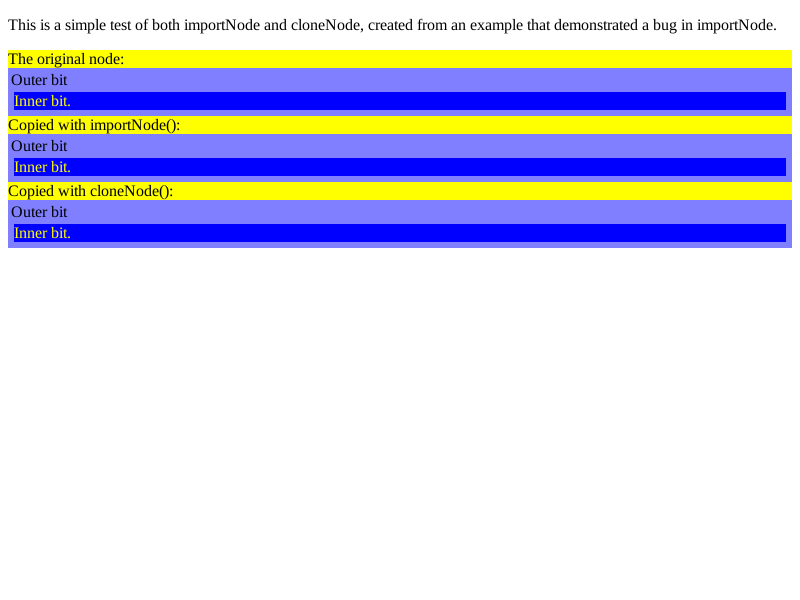 This is a simple test of both importNode and cloneNode, created from an example that demonstrated a bug in importNode.
The original node:
Outer bit
Inner bit.
Copied with importNode():
Outer bit
Inner bit.
Copied with cloneNode():
Outer bit
Inner bit.